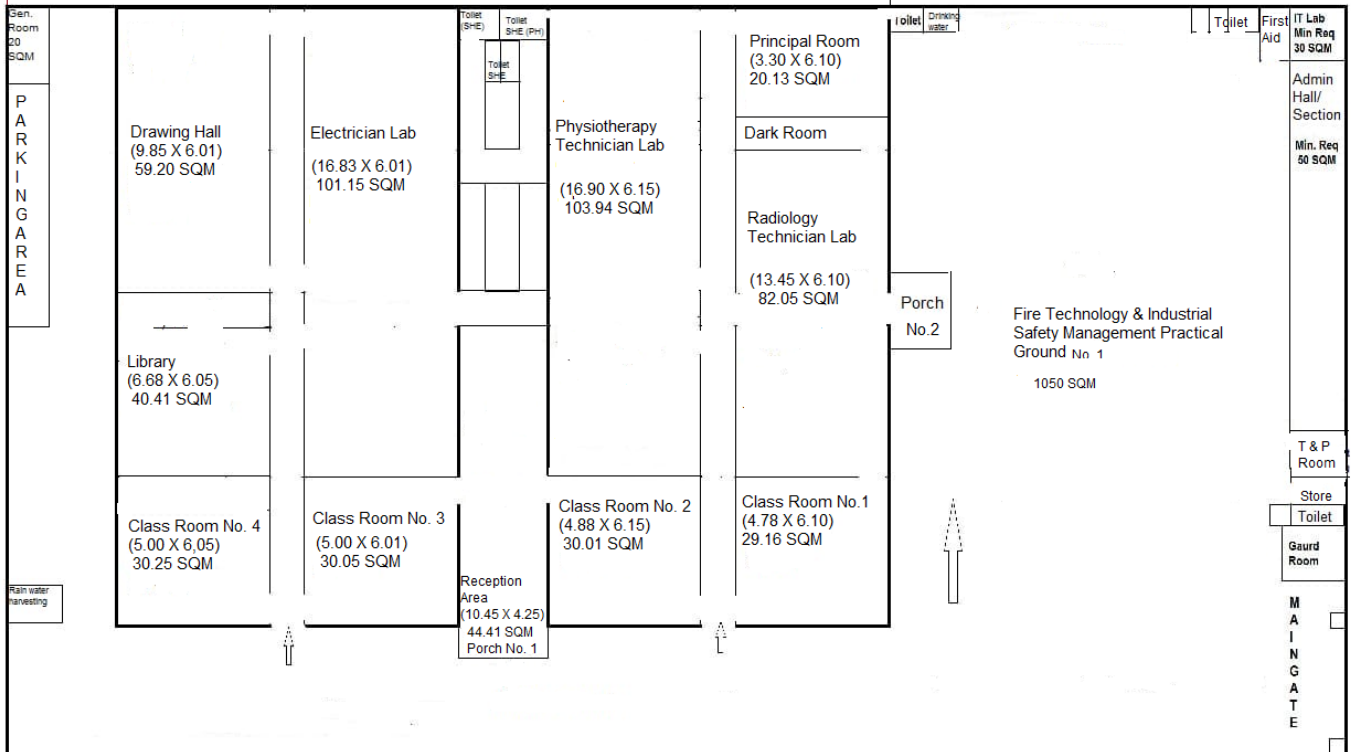 Gen.
Room
20
SQM
P
A
R
K
I
N
G
A
R
E
A
Rain water
harvesting
Drawing Hall
(9.85 X 6.01)
59.20 SQM
Library
(6.68 X 6.05)
40.41 SQM
Class Room No. 4
(5.00 X 6,05)
30.25 SQM
Electrician Lab
(16.83 X 6.01)
101.15 SQM
Class Room No. 3
(5.00 X 6.01)
30.05 SQM
Toilet
(SHE)
Toilet
SHE (PH)
Toilet
SHE
Reception
Area
(10.45 X 4.25)
44.41 SQM
Porch No. 1
Physiotherapy
Technician Lab
(16.90 X 6.15)
103.94 SQM
Class Room No. 2
(4.88 X 6.15)
30.01 SQM
Principal Room
(3.30 X 6.10)
20.13 SQM
Dark Room
Radiology
Technician Lab
(13.45 X 6.10)
82.05 SQM
Class Room No.1
(4.78 X 6.10)
29.16 SQM
Toilet
Drinking
water
Porch
No.2
Fire Technology & Industrial
Safety Management Practical
Ground No. 1
1050 SQM
Toilet
First
Aid
IT Lab
Min Req
30 SQM
Admin
Hall/
Section
Min. Req
50 SQM
T & P
Room
Store
Toilet
Gaurd
Room
M
A
I
N
G
A
T
E